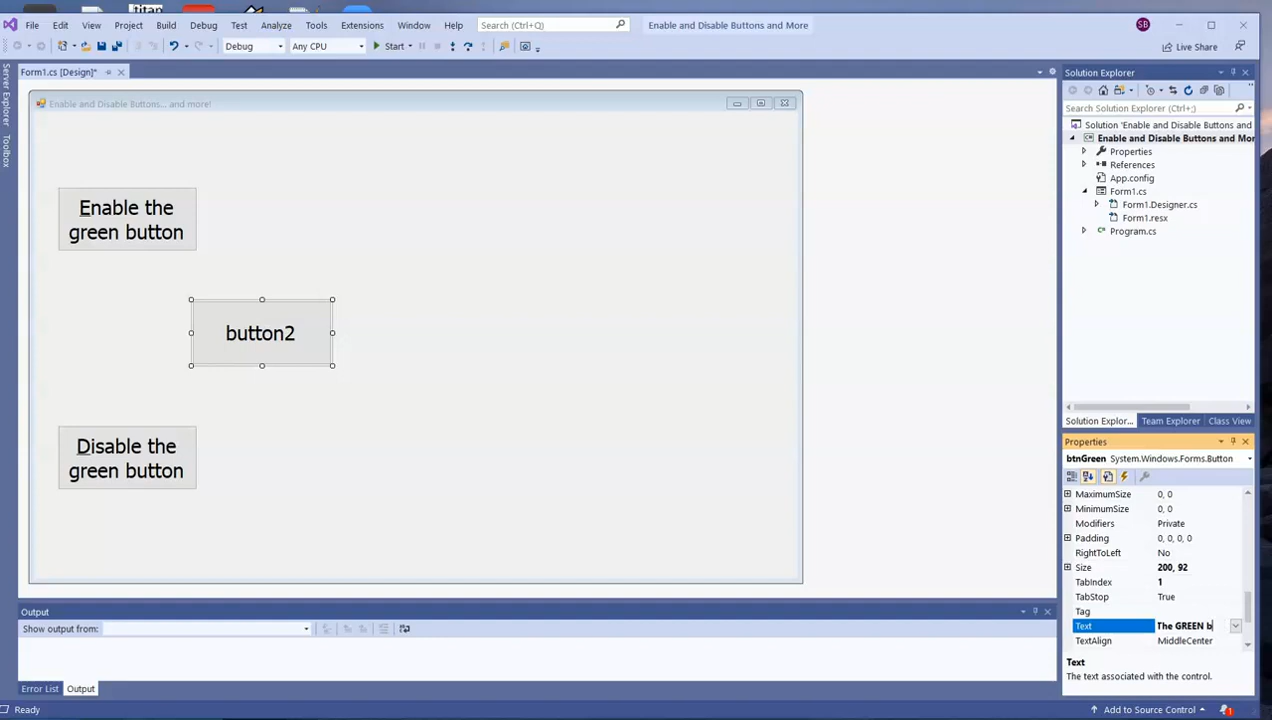 titan
File Edit View Project Build Debug Test Analyze Tools Extensions Window Help Search (Ctrl+Q) Enable and Disable Buttons and More SB
Debug Any CPU Start Live Share
Form1.cs [Design]*
Solution Explorer
Server Explorer
Toolbox
Enable and Disable Buttons... and more!
Search Solution Explorer (Ctrl+;)
Solution 'Enable and Disable Buttons and
Enable and Disable Buttons and Mor
Properties
References
App.config
Form1.cs
Form1.Designer.cs
Form1.resx
Program.cs
Enable the
green button
button2
Disable the
green button
Solution Explor... Team Explorer Class View
Properties
btnGreen System.Windows.Forms.Button
MaximumSize 0, 0
MinimumSize 0, 0
Modifiers Private
Padding 0, 0, 0, 0
RightToLeft No
Size 200, 92
TabIndex 1
TabStop True
Tag
Text The GREEN b
TextAlign MiddleCenter
Text
The text associated with the control.
Output
Show output from:
Error List Output
Ready Add to Source Control 1